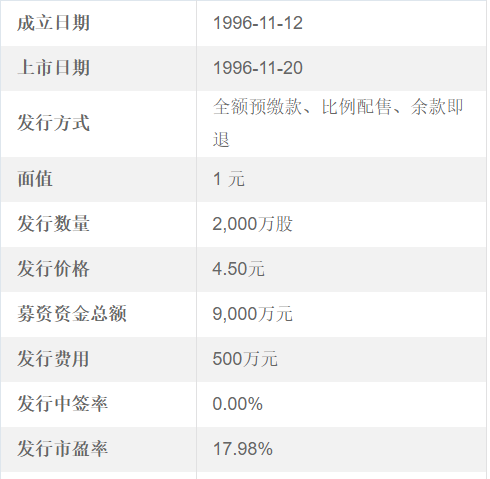 成立日期 1996-11-12
上市日期 1996-11-20
发行方式 全额预缴款、比例配售、余款即
退
面值 1 元
发行数量 2,000万股
发行价格 4.50元
募资资金总额 9,000万元
发行费用 500万元
发行中签率 0.00%
发行市盈率 17.98%